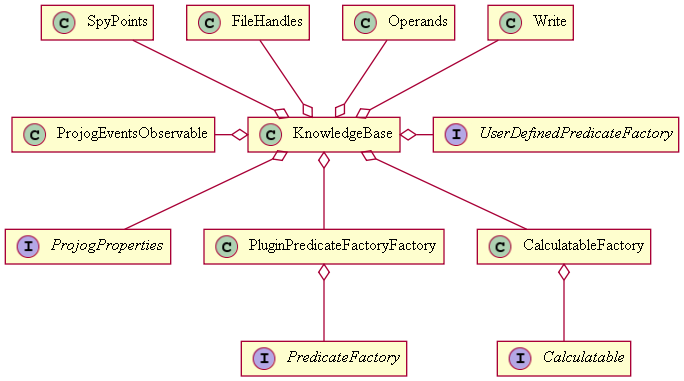 C SpyPoints
C FileHandles
C Operands
C Write
C ProjogEventsObservable
C KnowledgeBase
I UserDefinedPredicateFactory
I ProjogProperties
C PluginPredicateFactoryFactory
C CalculatableFactory
I PredicateFactory
I Calculatable